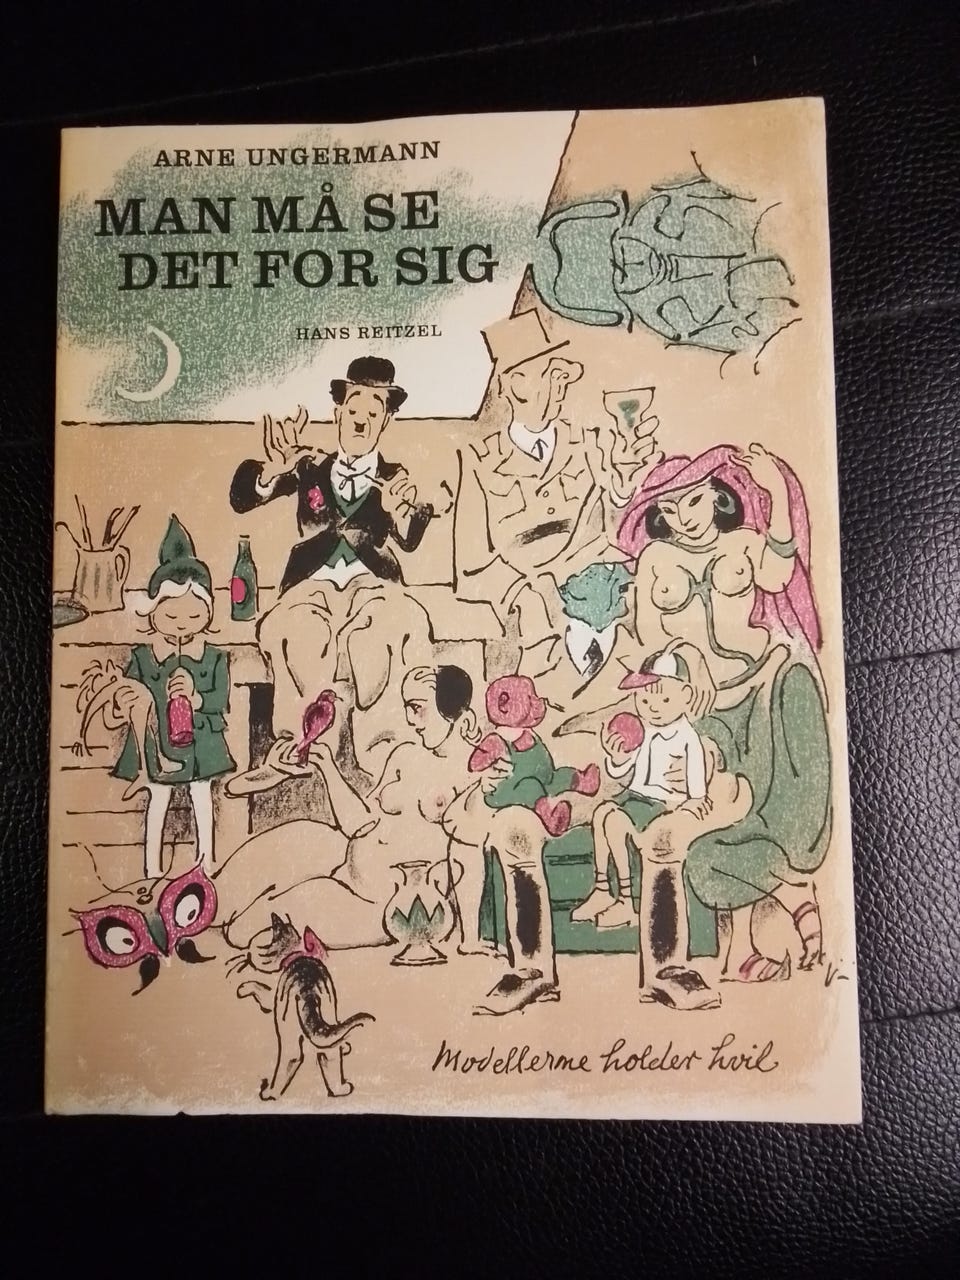 ARNE UNGERMANN
MAN MÅ SE
DET FOR SIG
HANS REITZEL
Modellerne holder hvil